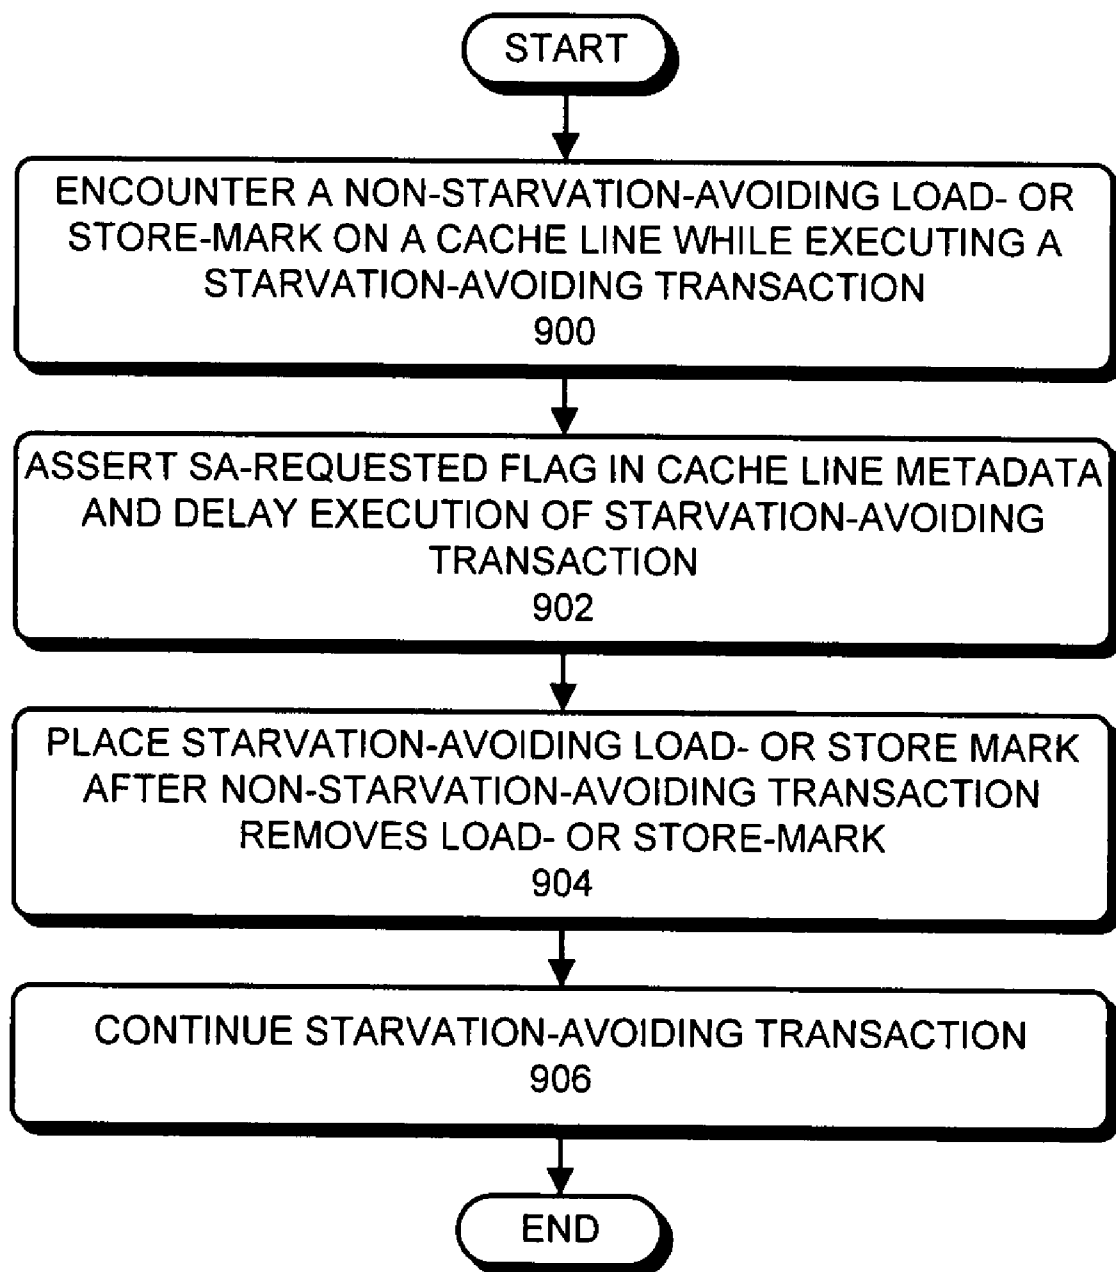 START
ENCOUNTER A NON-STARVATION-AVOIDING LOAD- OR
STORE-MARK ON A CACHE LINE WHILE EXECUTING A
STARVATION-AVOIDING TRANSACTION
900
ASSERT SA-REQUESTED FLAG IN CACHE LINE METADATA
AND DELAY EXECUTION OF STARVATION-AVOIDING
TRANSACTION
902
PLACE STARVATION-AVOIDING LOAD- OR STORE MARK
AFTER NON-STARVATION-AVOIDING TRANSACTION
REMOVES LOAD- OR STORE-MARK
904
CONTINUE STARVATION-AVOIDING TRANSACTION
906
END